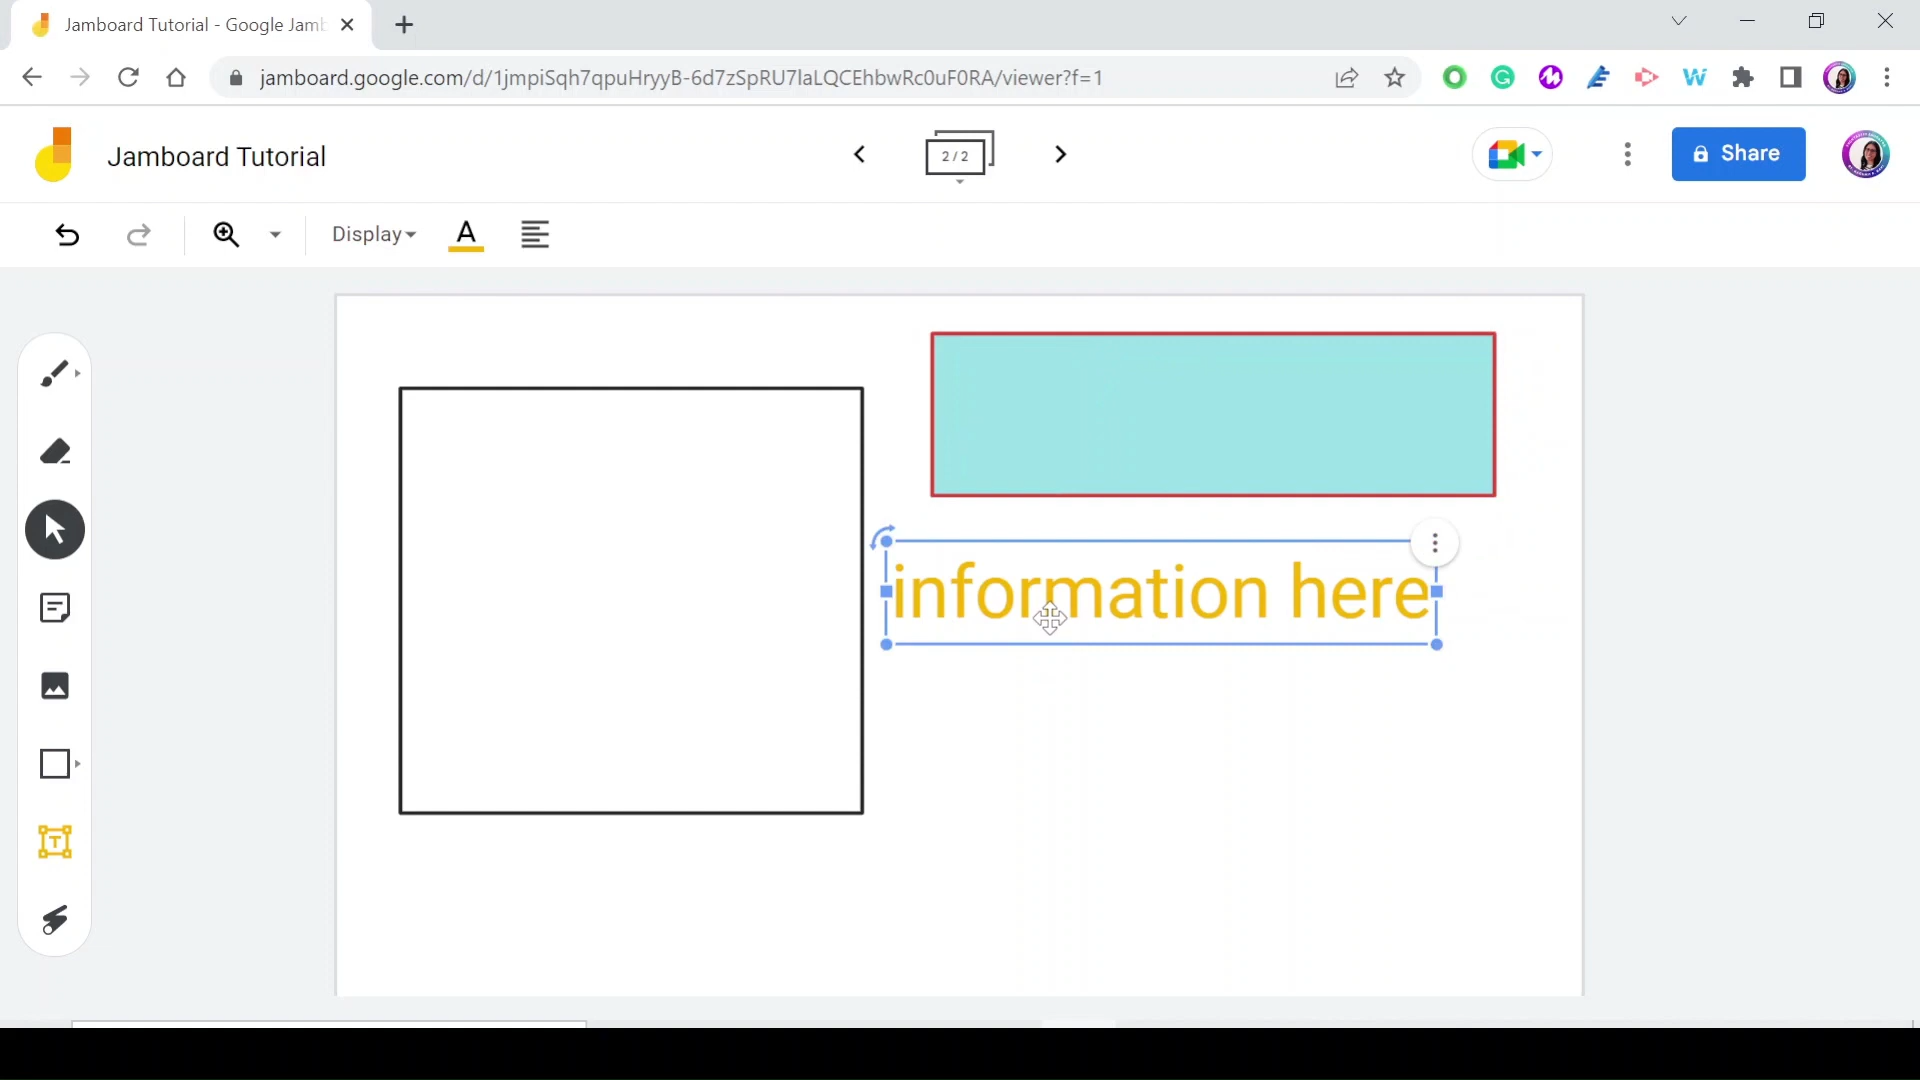 Jamboard Tutorial - Google Jamb
jamboard.google.com/d/1jmpiSqh7qpuHryyB-6d7zSpRU7laLQCEhbwRc0uF0RA/viewer?f=1
Jamboard Tutorial
2 / 2
Share
Display
A
information here